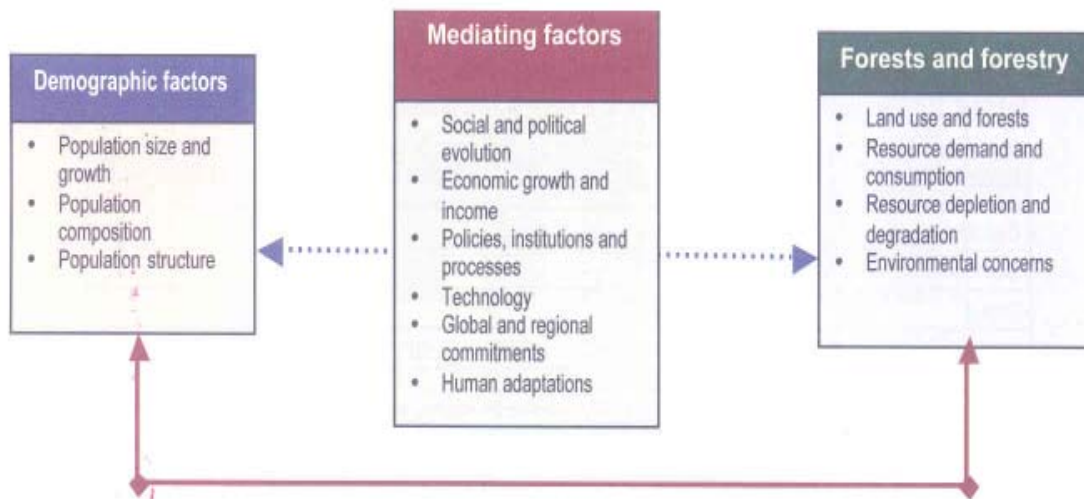 Demographic factors
• Population size and
growth
• Population
composition
• Population structure
Mediating factors
• Social and political
evolution
• Economic growth and
income
• Policies, institutions and
processes
• Technology
• Global and regional
commitments
• Human adaptations
Forests and forestry
• Land use and forests
• Resource demand and
consumption
• Resource depletion and
degradation
• Environmental concerns